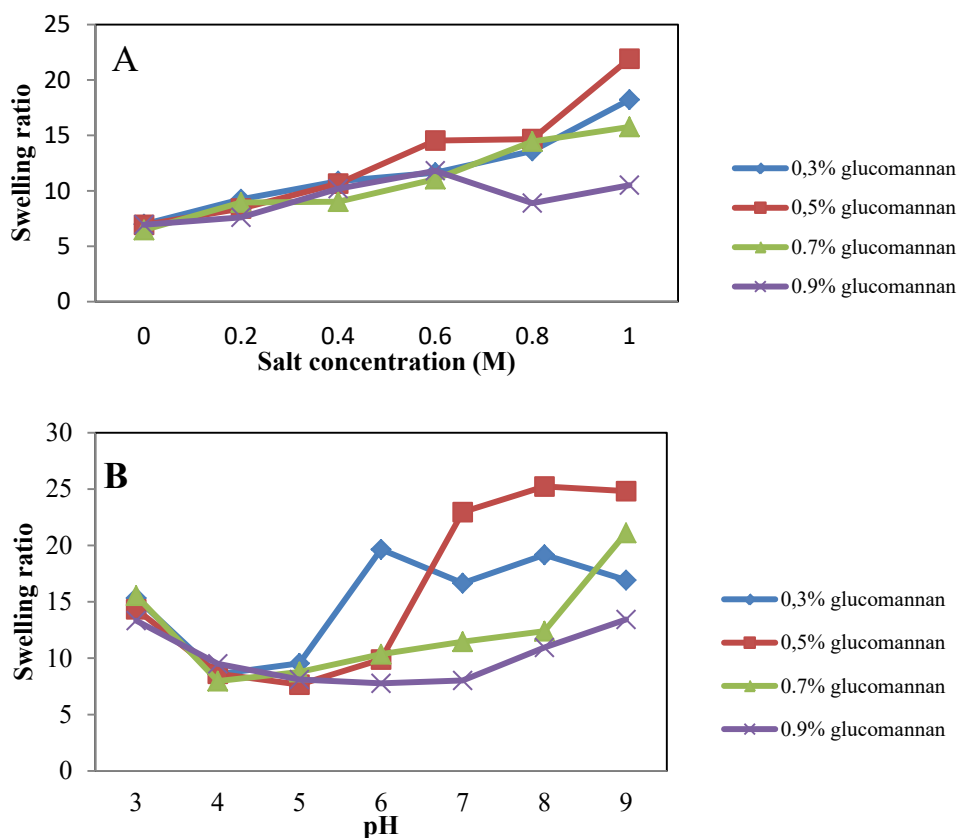 A
25
20
15
10
5
0
Swelling ratio
0 0.2 0.4 0.6 0.8 1
Salt concentration (M)
0,3% glucomannan
0,5% glucomannan
0.7% glucomannan
0.9% glucomannan
B
30
25
20
15
10
5
0
Swelling ratio
3 4 5 6 7 8 9
pH
0,3% glucomannan
0,5% glucomannan
0.7% glucomannan
0.9% glucomannan